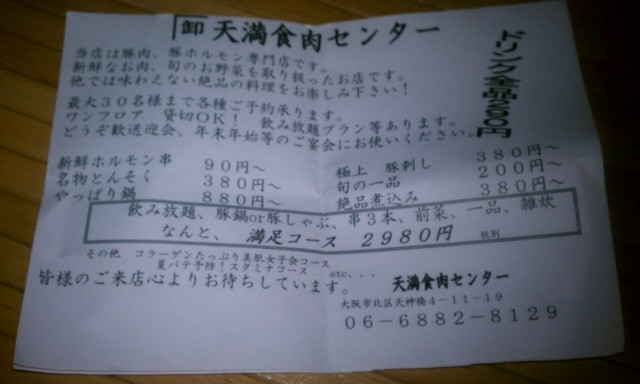 卸 天満食肉センター
ドリンク全品290円
当店は豚肉、豚ホルモン専門店です。
新鮮なお肉、旬のお野菜を取り扱ったお店です。
他では味わえない絶品の料理をお楽しみ下さい!
最大30名様まで各種ご予約承ります。
ワンフロア 貸切OK! 飲み放題プラン等あります。
どうぞ歓送迎会、年末年始等のご宴会にお使いください。
新鮮ホルモン串 90円~
名物とんそく 380円~
やっぱり鍋 880円~
極上 豚刺し 380円~
旬の一品 200円~
絶品煮込み 380円~
飲み放題、豚鍋or豚しゃぶ、串3本、前菜、一品、雑炊
なんと、 満足コース 2980円 税別
その他 コラーゲンたっぷり美肌女子会コース
夏バテ予防!スタミナコース etc...
皆様のご来店心よりお待ちしています。
天満食肉センター
大阪市北区天神橋4-11-19
06-6882-8129